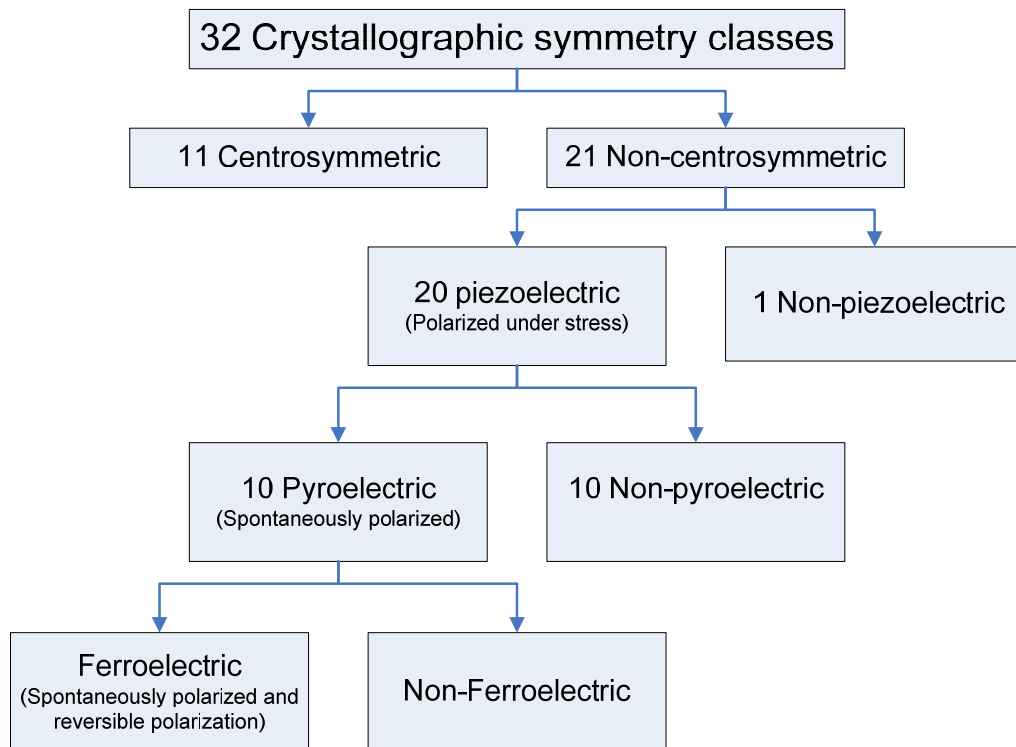 32 Crystallographic symmetry classes
11 Centrosymmetric
21 Non-centrosymmetric
20 piezoelectric
(Polarized under stress)
1 Non-piezoelectric
10 Pyroelectric
(Spontaneously polarized)
10 Non-pyroelectric
Ferroelectric
(Spontaneously polarized and
reversible polarization)
Non-Ferroelectric